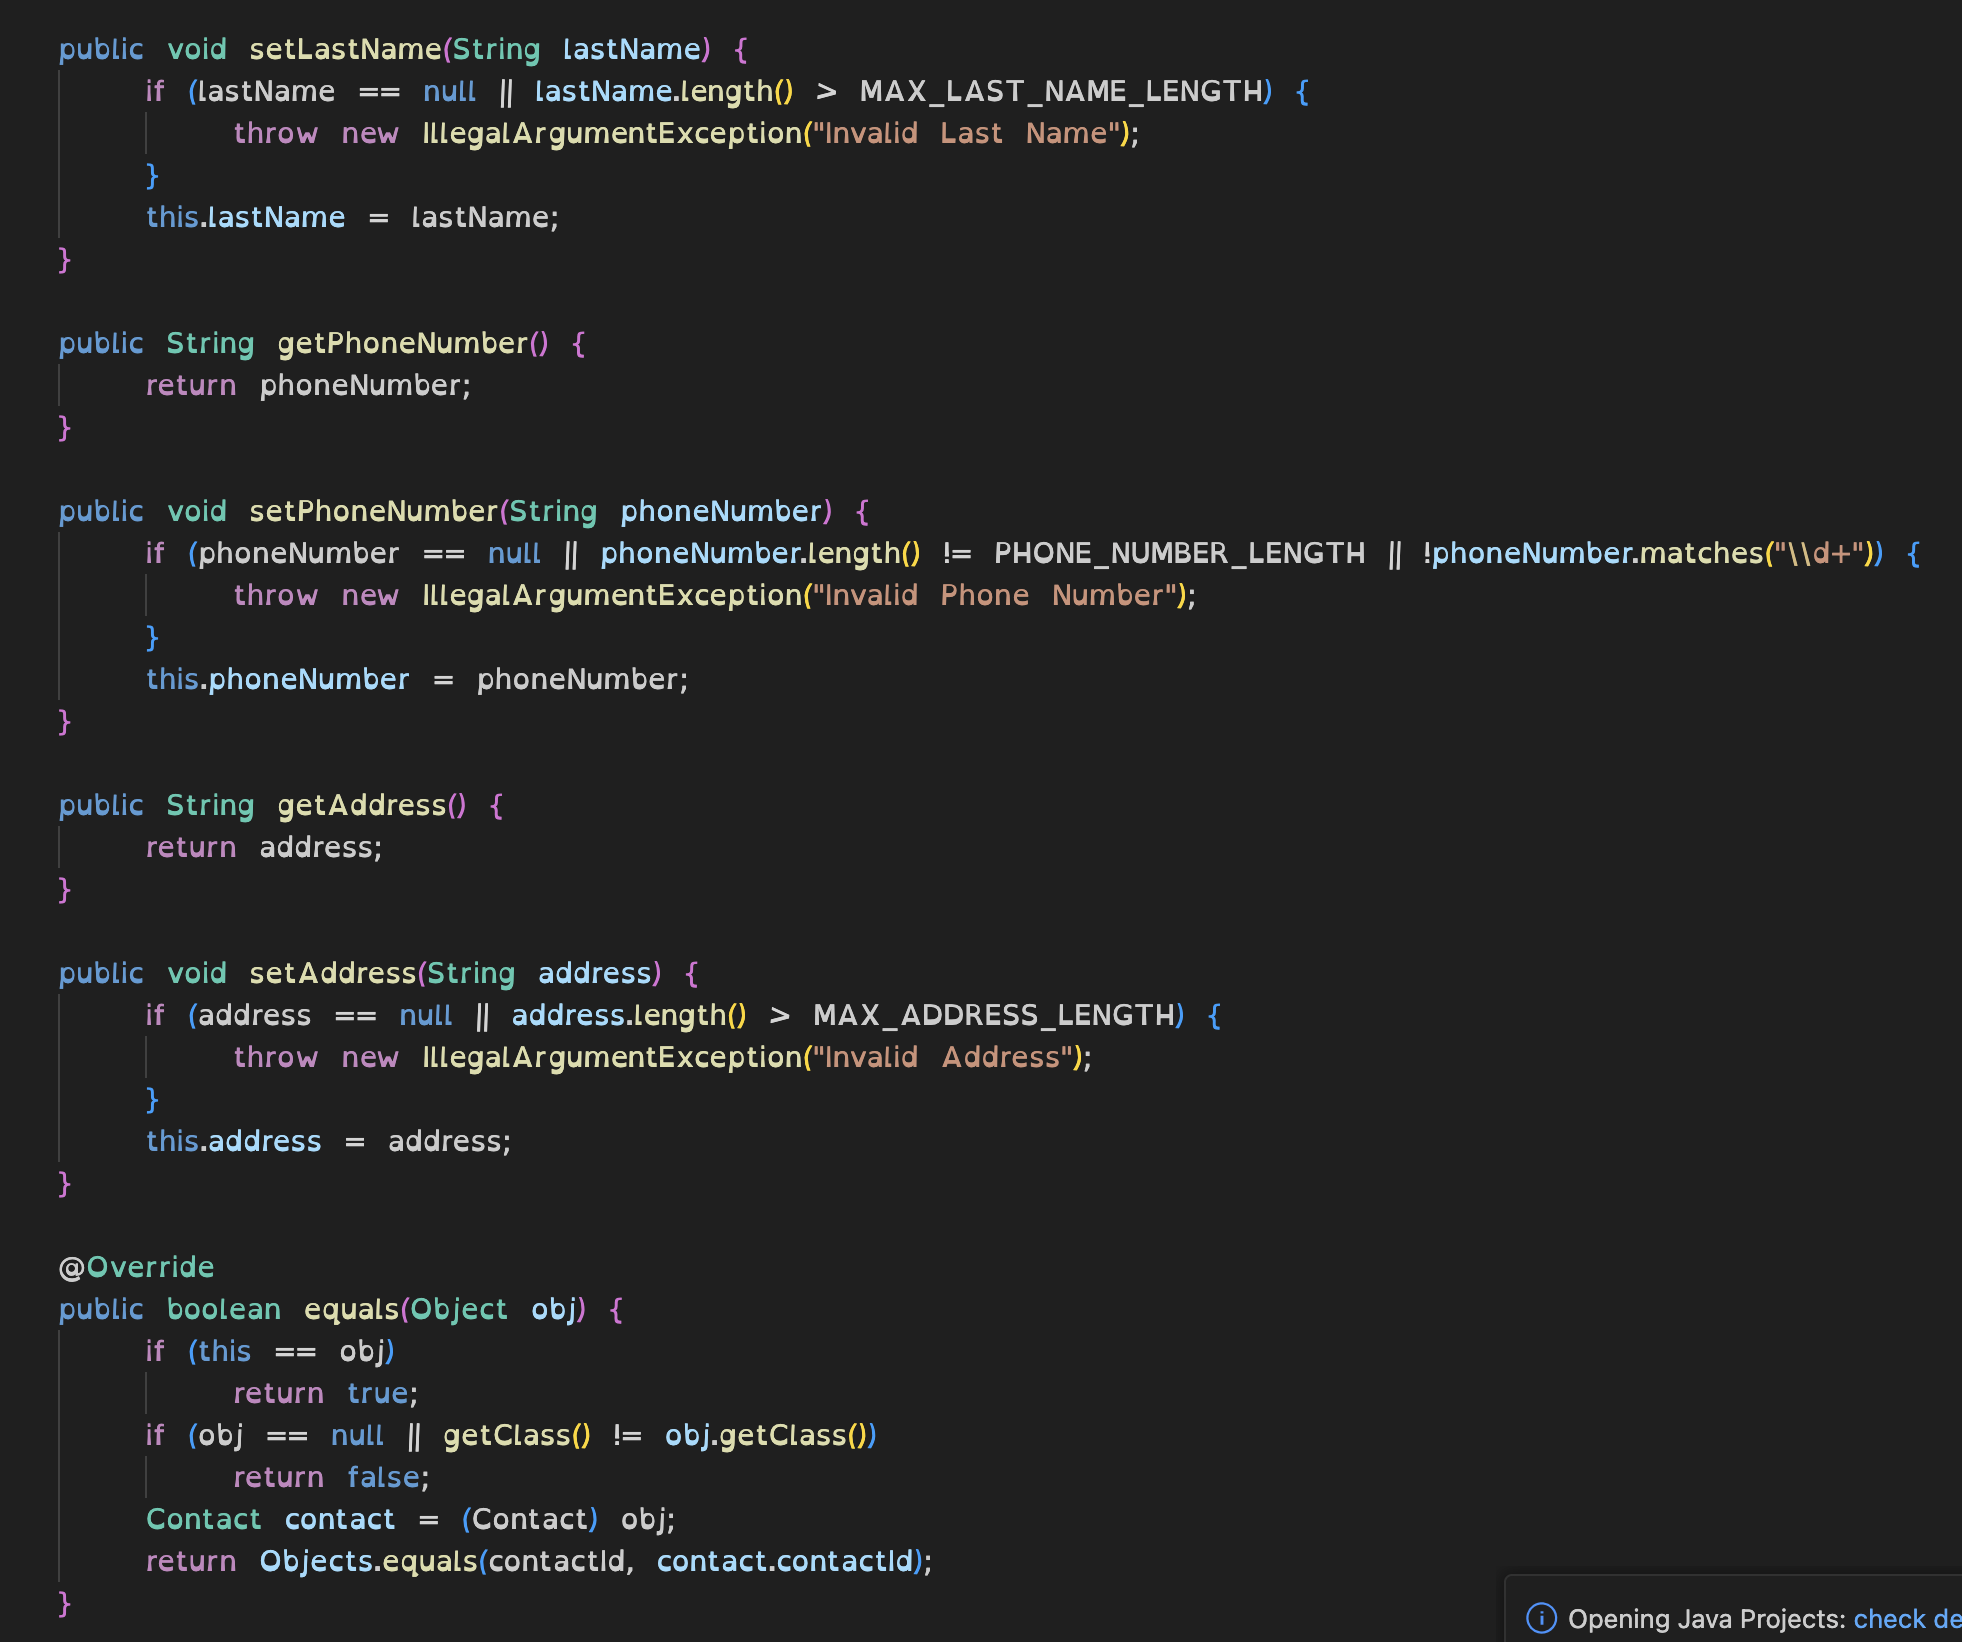 public void setLastName(String lastName) {
if (lastName == null || lastName.length() > MAX_LAST_NAME_LENGTH) {
throw new IllegalArgumentException("Invalid Last Name");
}
this.lastName = lastName;
}
public String getPhoneNumber() {
return phoneNumber;
}
public void setPhoneNumber(String phoneNumber) {
if (phoneNumber == null || phoneNumber.length() != PHONE_NUMBER_LENGTH || !phoneNumber.matches("\\d+")) {
throw new IllegalArgumentException("Invalid Phone Number");
}
this.phoneNumber = phoneNumber;
}
public String getAddress() {
return address;
}
public void setAddress(String address) {
if (address == null || address.length() > MAX_ADDRESS_LENGTH) {
throw new IllegalArgumentException("Invalid Address");
}
this.address = address;
}
@Override
public boolean equals(Object obj) {
if (this == obj)
return true;
if (obj == null || getClass() != obj.getClass())
return false;
Contact contact = (Contact) obj;
return Objects.equals(contactId, contact.contactId);
}
Opening Java Projects: check de